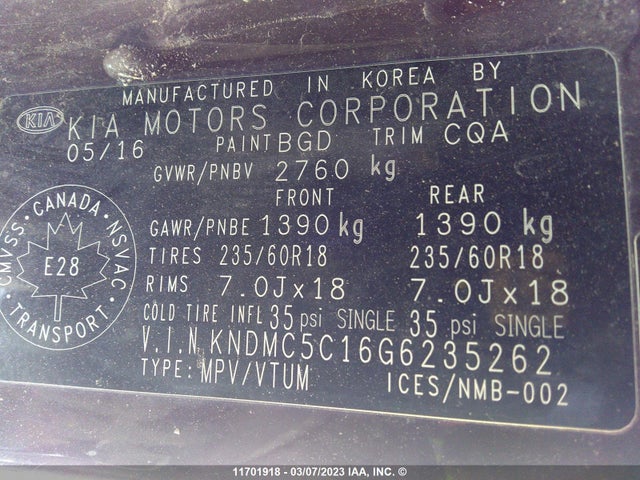 MANUFACTURED IN KOREA BY
KIA KIA MOTORS CORPORATION
05/16 PAINT BGD TRIM CQA
GVWR/PNBV 2760 kg
FRONT REAR
GAWR/PNBE 1390 kg 1390 kg
TIRES 235/60R18 235/60R18
RIMS 7.0Jx18 7.0Jx18
COLD TIRE INFL 35 psi SINGLE 35 psi SINGLE
V.I.N KNDMC5C16G6235262
TYPE: MPV/VTUM ICES/NMB-002
CANADA
CMVSS NSVAC
E28
TRANSPORT
11701918 - 03/07/2023 IAA, INC. ©